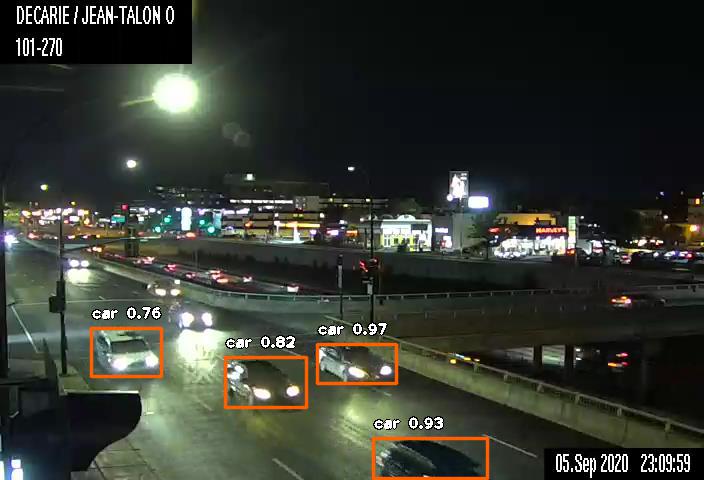 DECARIE / JEAN-TALON O
101-270
HARVEY'S
car 0.76
car 0.82
car 0.97
car 0.93
05.Sep 2020 23:09:59